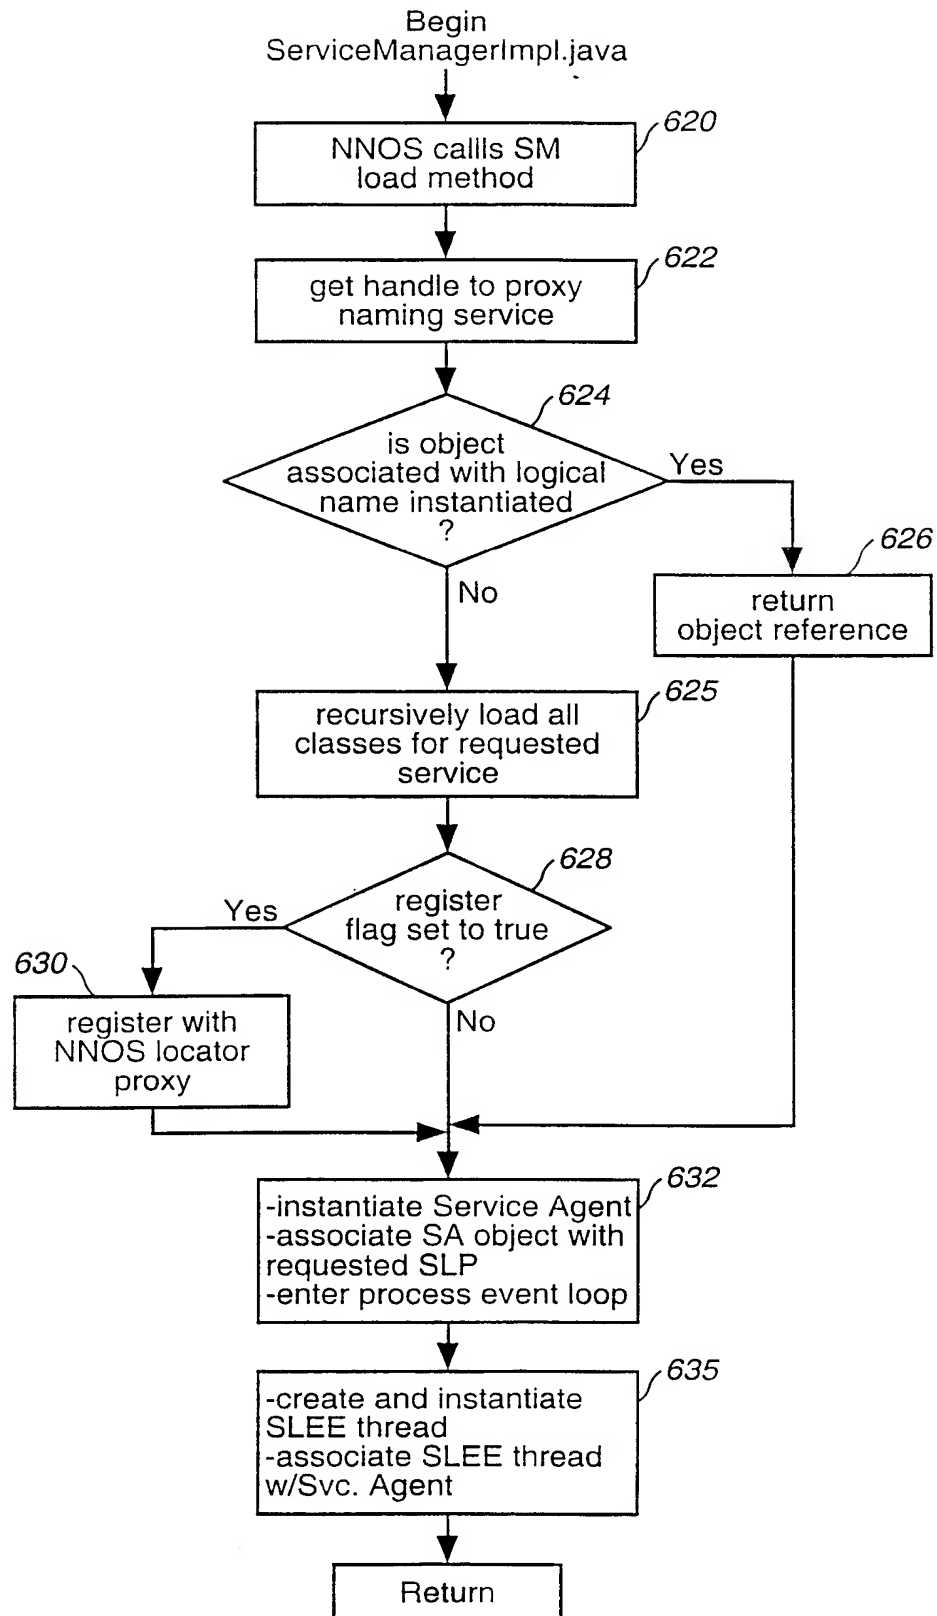 Begin
ServiceManagerImpl.java
620
NNOS callls SM
load method
622
get handle to proxy
naming service
624
is object
associated with logical
name instantiated
?
Yes
626
No
return
object reference
625
recursively load all
classes for requested
service
628
register
flag set to true
?
Yes
630
No
register with
NNOS locator
proxy
632
-instantiate Service Agent
-associate SA object with
requested SLP
-enter process event loop
635
-create and instantiate
SLEE thread
-associate SLEE thread
w/Svc. Agent
Return